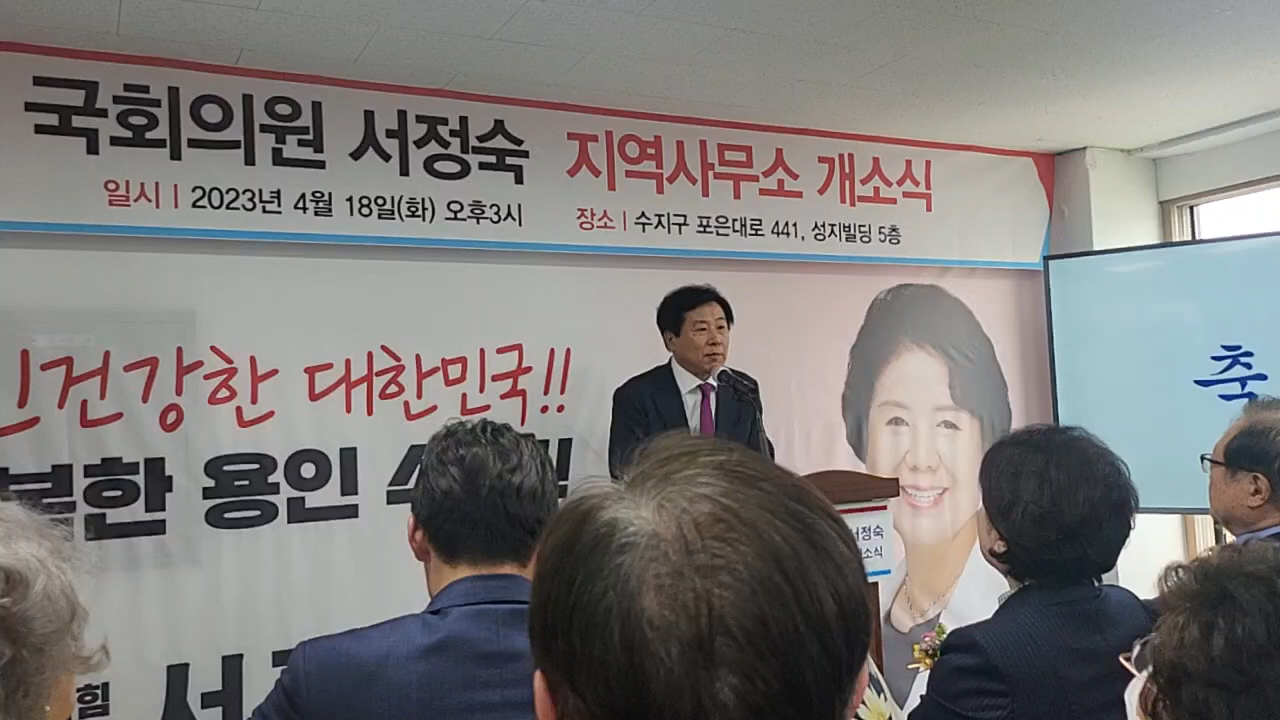 국회의원 서정숙 지역사무소 개소식
일시 | 2023년 4월 18일(화) 오후3시 장소 | 수지구 포은대로 441, 성지빌딩 5층
건강한 대한민국!!
용인
축
서정숙
소식
힘 서